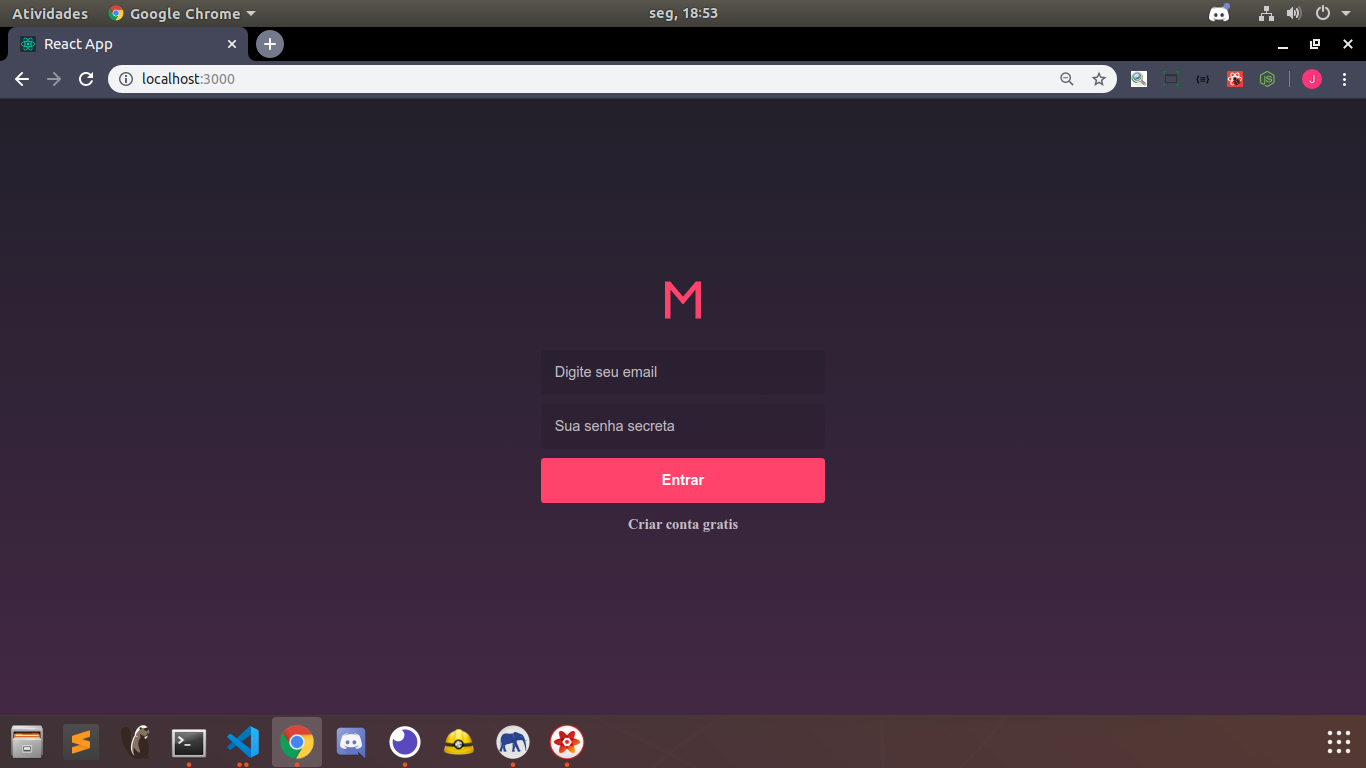 Atividades Google Chrome seg, 18:53
React App
localhost:3000 J
M
Digite seu email
Sua senha secreta
Entrar
Criar conta gratis